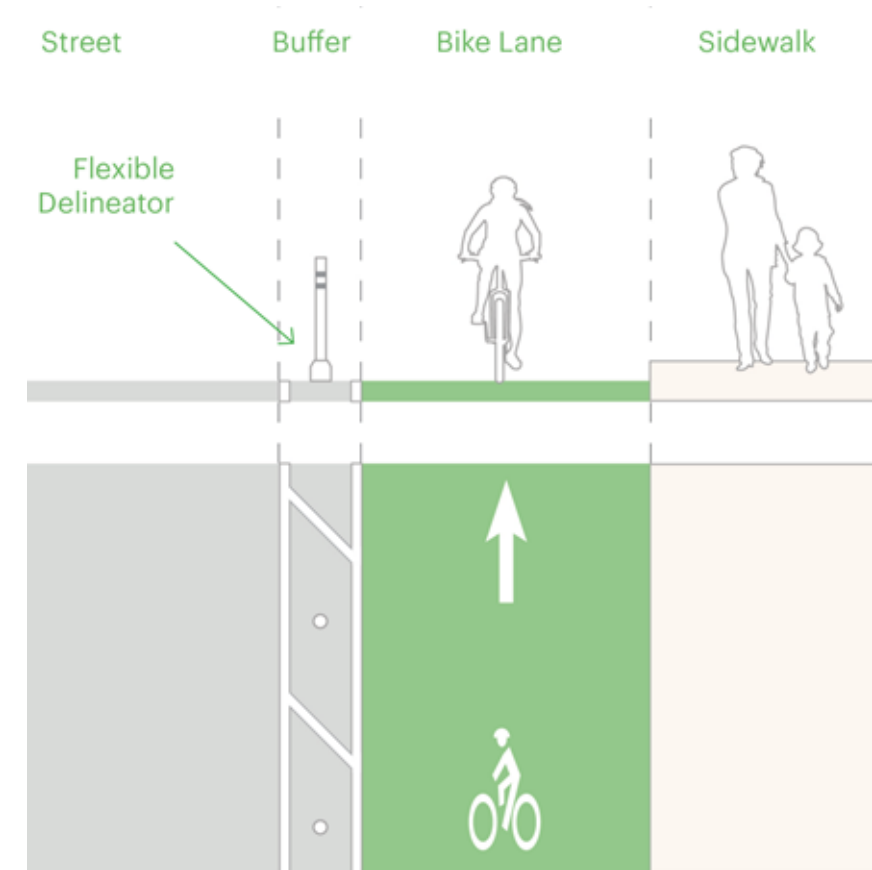 Street
Buffer
Bike Lane
Sidewalk
Flexible
Delineator